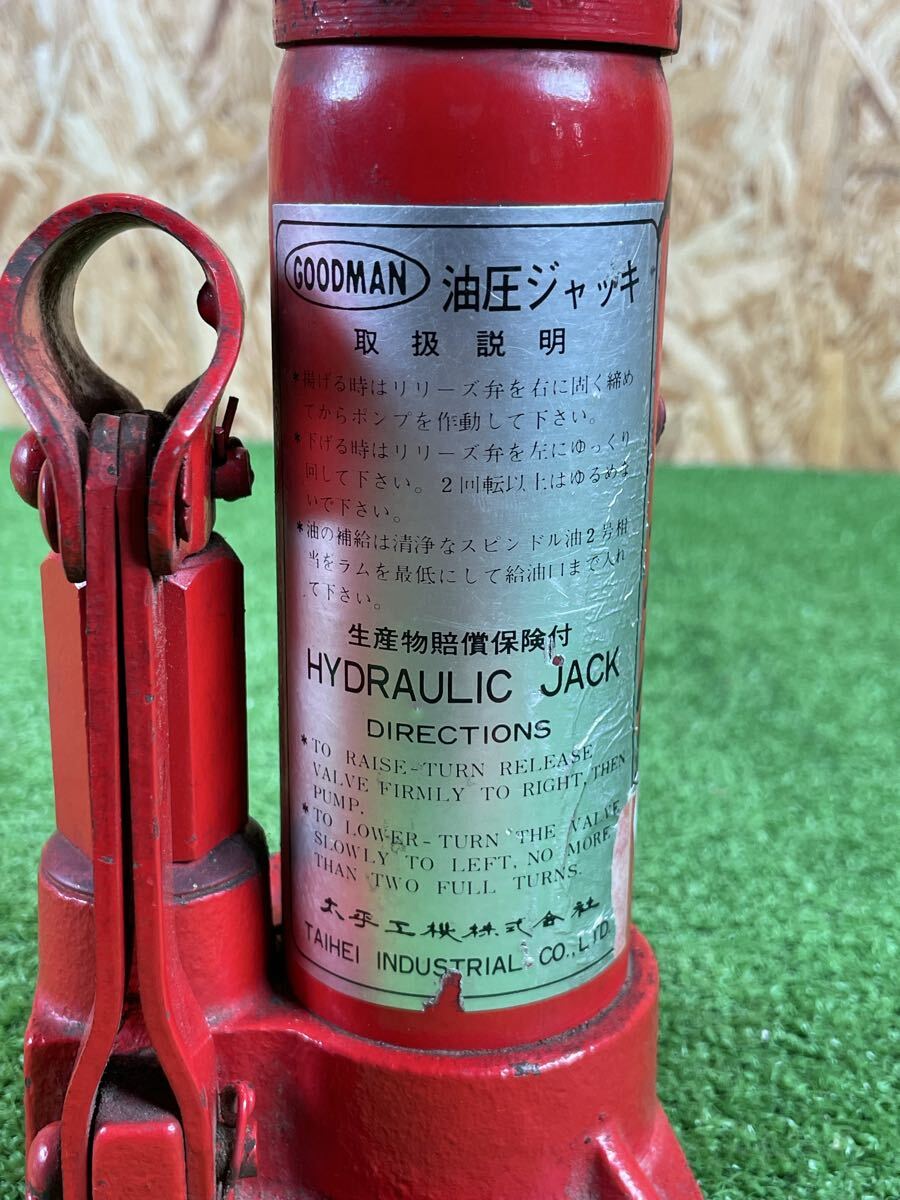 GOODMAN 油圧ジャッキ
取扱説明
*揚げる時はリリーズ弁を右に固く締め
てからポンプを作動して下さい。
*下げる時はリリーズ弁を左にゆっくり
回して下さい。2回転以上はゆるめま
いで下さい。
*油の補給は清浄なスピンドル油2号相
当をラムを最低にして給油口まで入れ
て下さい。
生産物賠償保険付
HYDRAULIC JACK
DIRECTIONS
*TO RAISE-TURN RELEASE
VALVE FIRMLY TO RIGHT, THEN
PUMP.
*TO LOWER-TURN THE VALVE
SLOWLY TO LEFT, NO MORE
THAN TWO FULL TURNS.
太平工機株式会社
TAIHEI INDUSTRIAL CO., LTD.